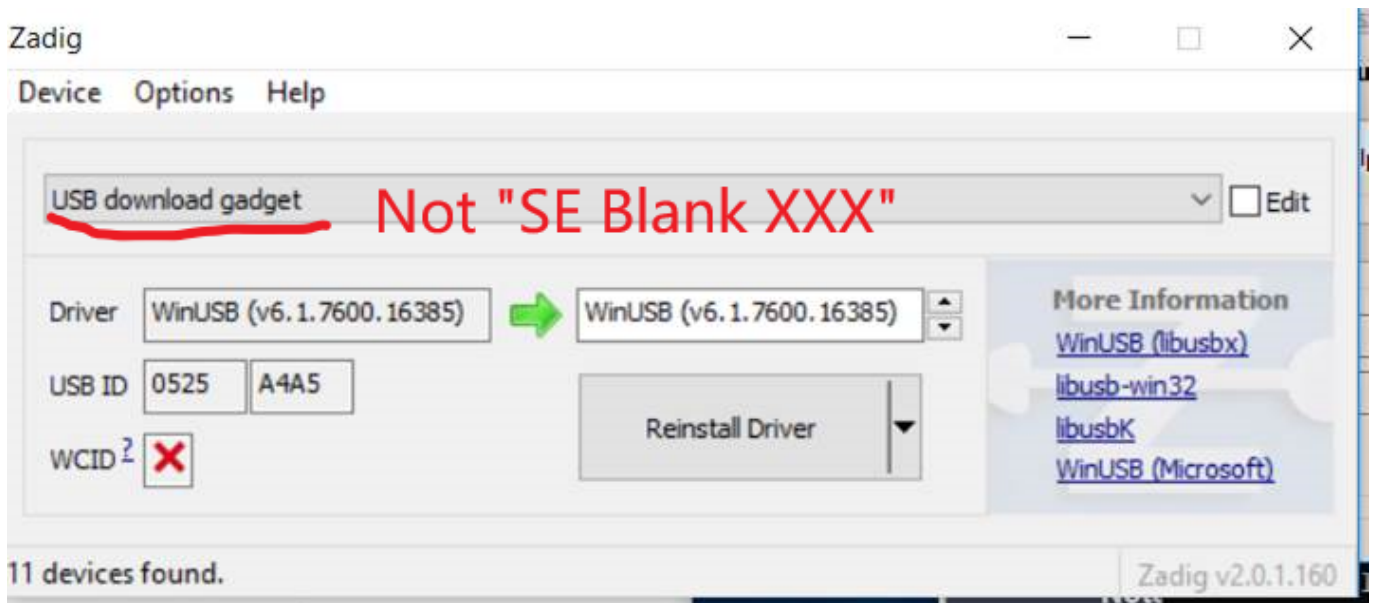 Zadig
Device Options Help
USB download gadget Not "SE Blank XXX" Edit
Driver WinUSB (v6.1.7600.16385) WinUSB (v6.1.7600.16385)
More Information
WinUSB (libusbx)
USB ID 0525 A4A5
libusb-win32
Reinstall Driver
libusbK
WCID ?
WinUSB (Microsoft)
11 devices found. Zadig v2.0.1.160